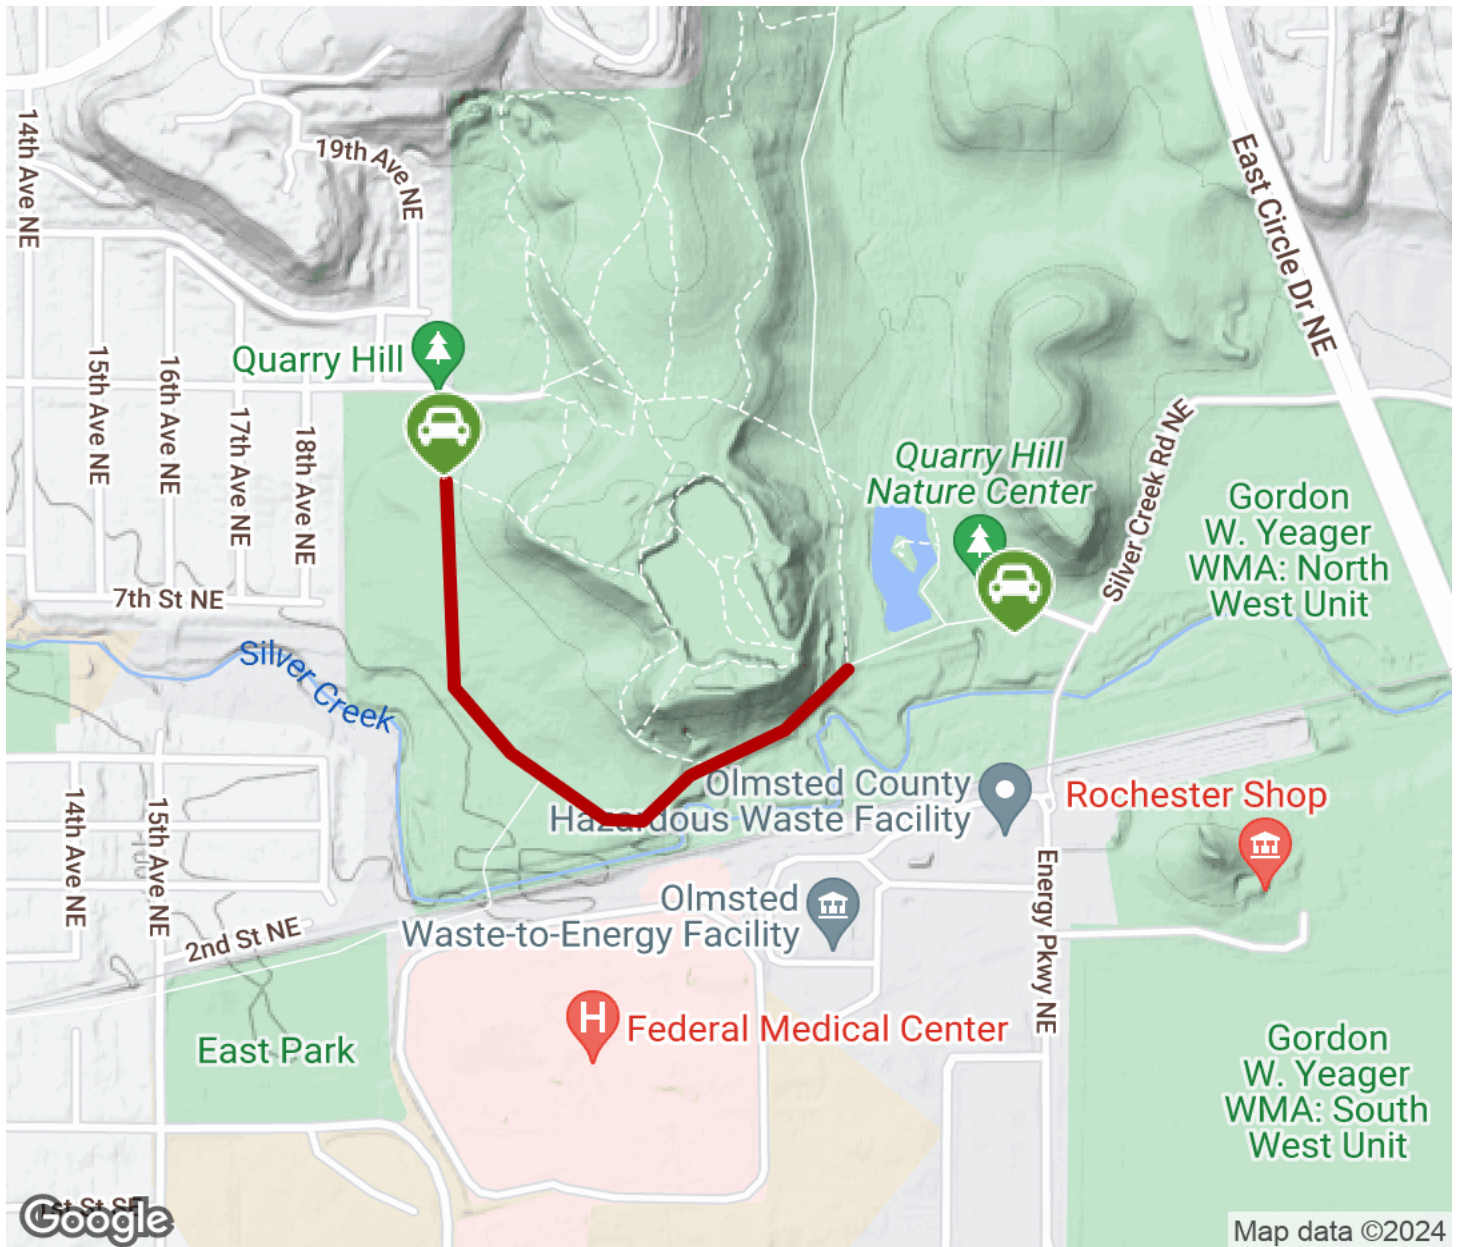 14th Ave NE
19th Ave NE
East Circle Dr NE
Quarry Hill
15th Ave NE
16th Ave NE
17th Ave NE
18th Ave NE
Quarry Hill
Nature Center
Silver Creek Rd NE
Gordon
W. Yeager
WMA: North
West Unit
7th St NE
Silver Creek
Olmsted County
Hazardous Waste Facility
Rochester Shop
14th Ave NE
15th Ave NE
Energy Pkwy NE
2nd St NE
Olmsted
Waste-to-Energy Facility
H
Federal Medical Center
East Park
Gordon
W. Yeager
WMA: South
West Unit
1st St SE
Google
Map data ©2024